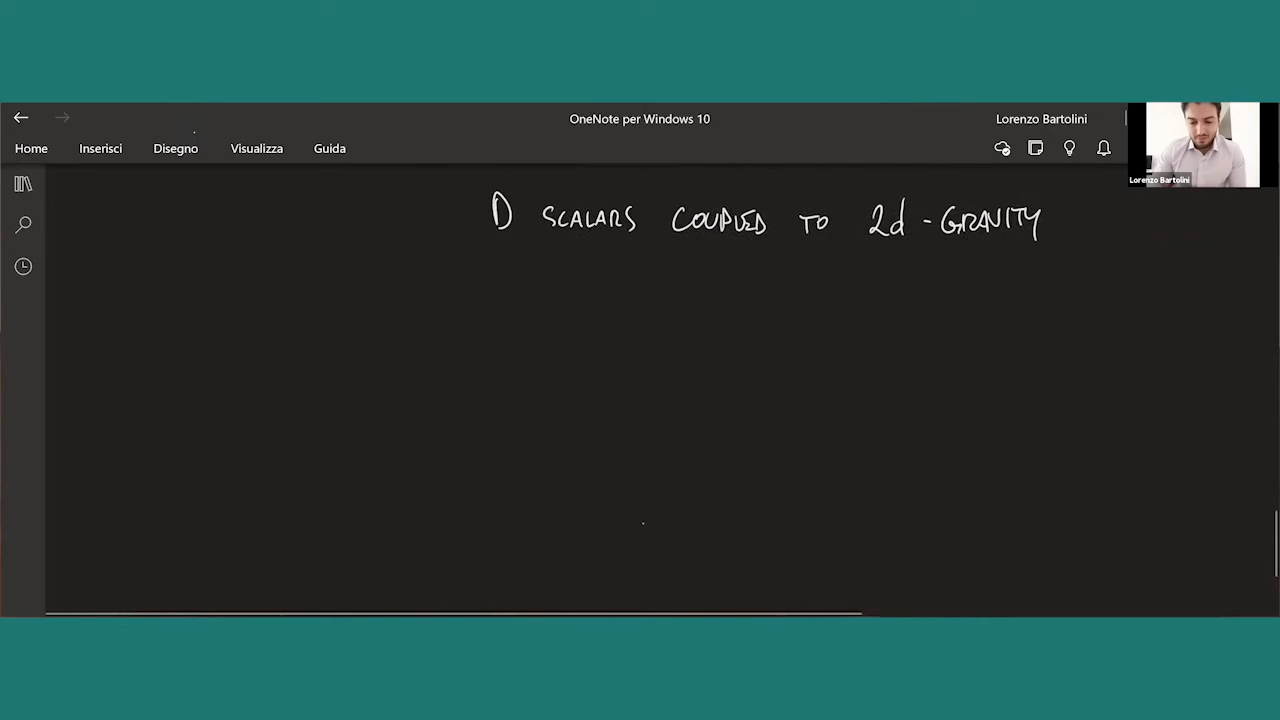 OneNote per Windows 10
Lorenzo Bartolini
Home Inserisci Disegno Visualizza Guida
Lorenzo Bartolini
D SCALARS COUPLED TO 2d - GRAVITY